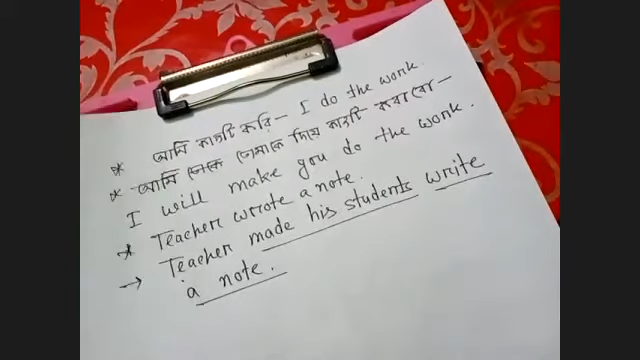 * আমি কাজটি করি – I do the work.
* আমি তোমাকে দিয়ে কাজটি করাবো –
I will make you do the work.
* Teacher wrote a note.
→ Teacher made his students write
a note.